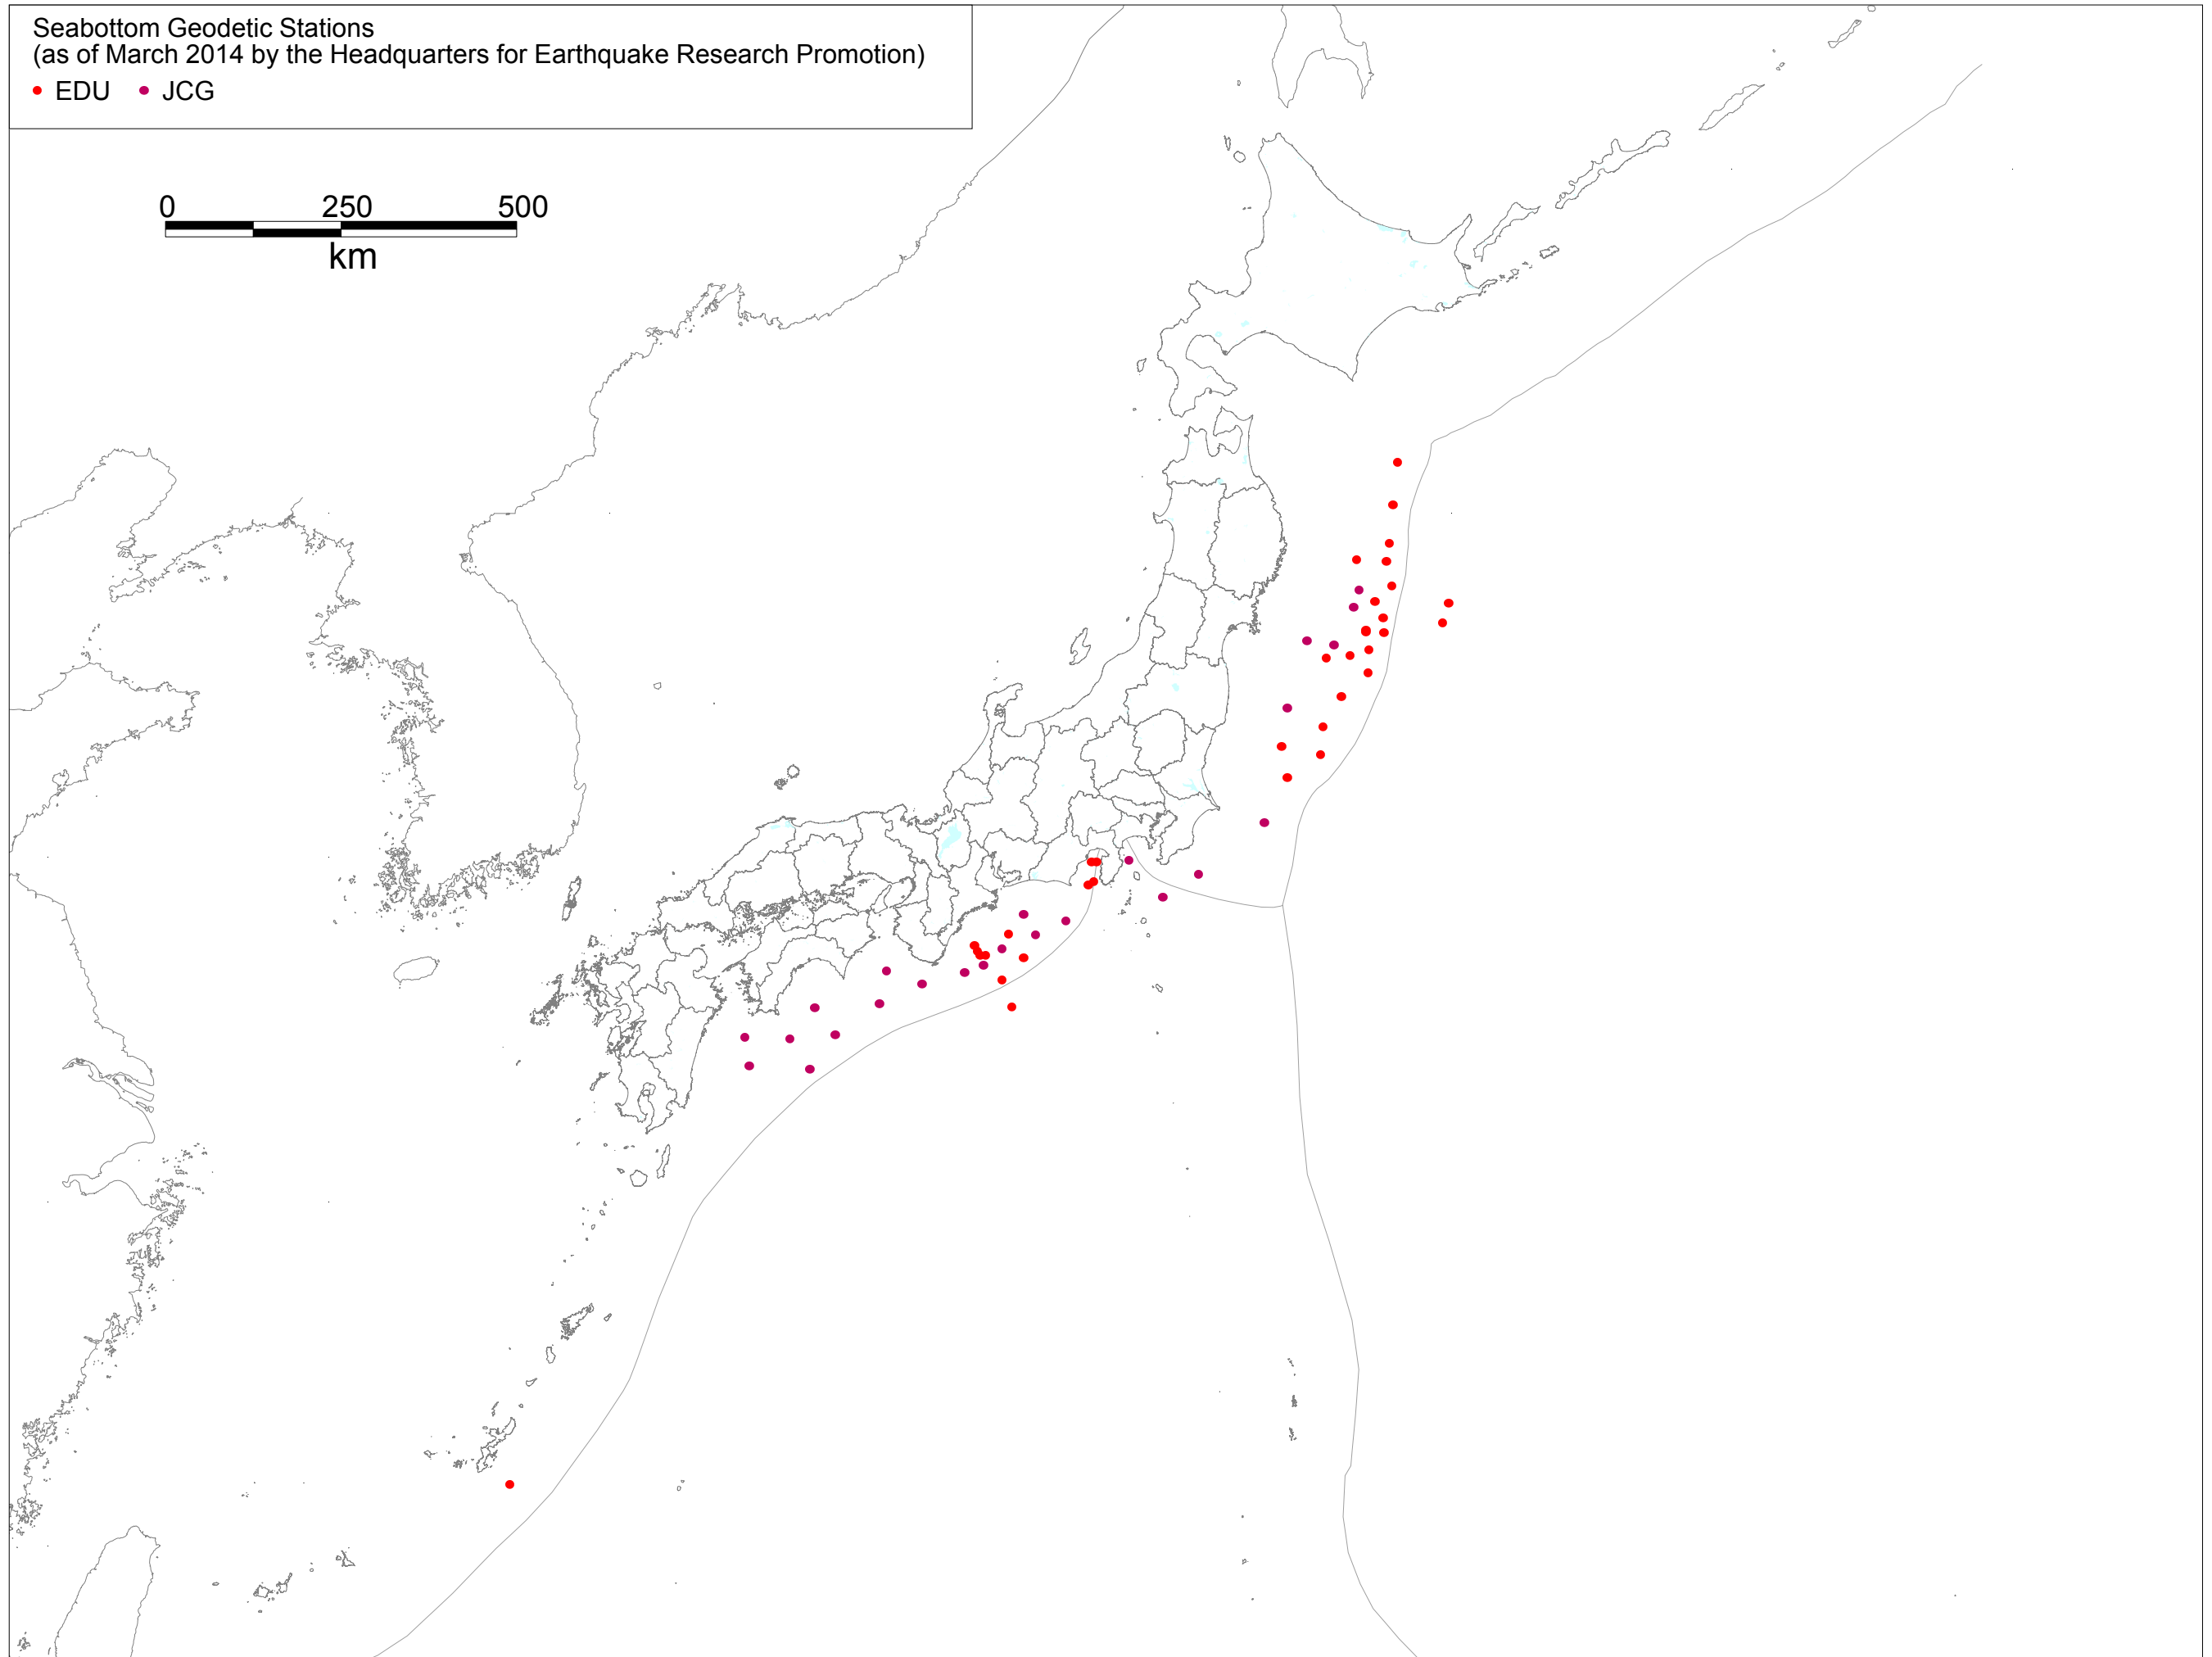 Seabottom Geodetic Stations
(as of March 2014 by the Headquarters for Earthquake Research Promotion)
EDU JCG
0 250 500
km